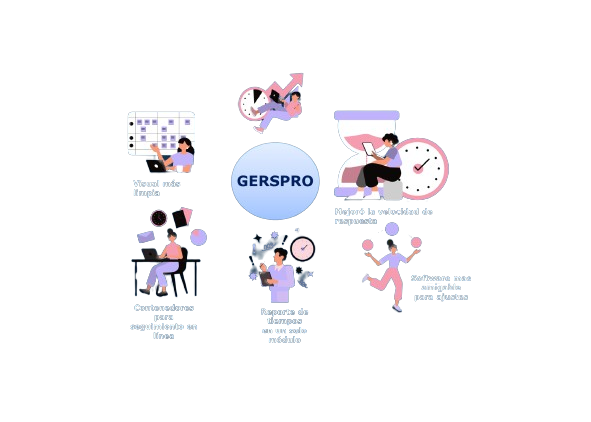 GERSPRO
Visual más
limpia
Mejoró la velocidad de
respuesta
Contenedores
para
seguimiento en
línea
Reporte de
tiempos
en un solo
módulo
Software mas
amigable
para ajustes